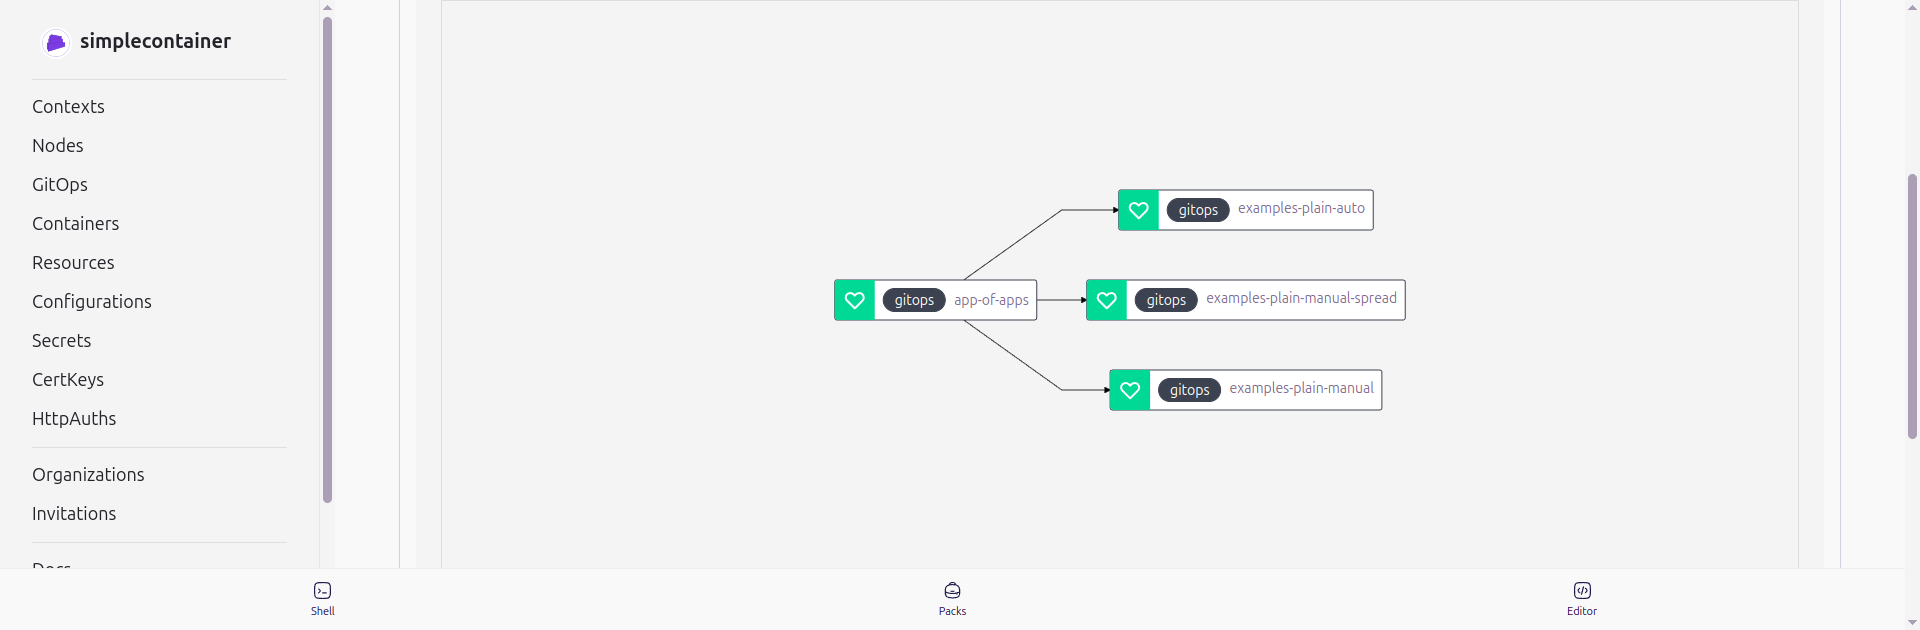 simplecontainer
Contexts
Nodes
GitOps
Containers
Resources
Configurations
Secrets
CertKeys
HttpAuths
Organizations
Invitations
Docs
gitops examples-plain-auto
gitops app-of-apps
gitops examples-plain-manual-spread
gitops examples-plain-manual
Shell
Packs
Editor